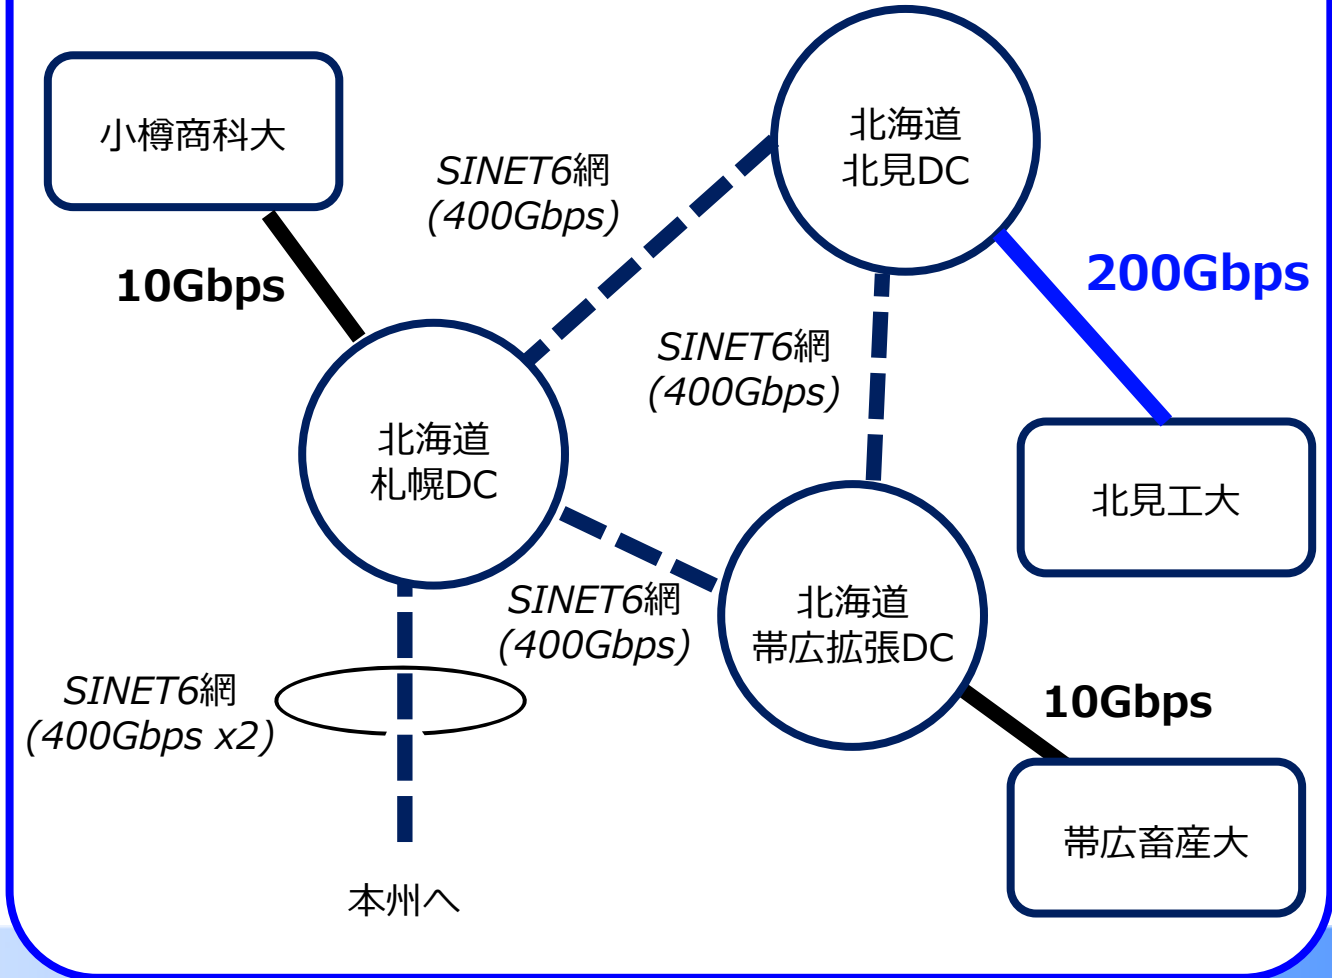 小樽商科大
北海道
北見DC
SINET6網
(400Gbps)
10Gbps
200Gbps
SINET6網
(400Gbps)
北海道
札幌DC
北見工大
SINET6網
(400Gbps)
北海道
帯広拡張DC
SINET6網
(400Gbps x2)
10Gbps
帯広畜産大
本州へ